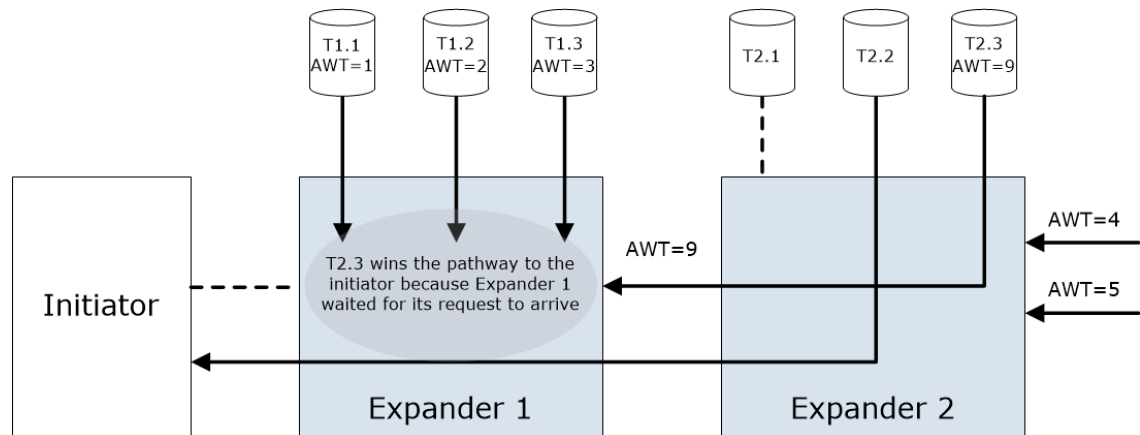 T1.1
AWT=1
T1.2
AWT=2
T1.3
AWT=3
T2.1
T2.2
T2.3
AWT=9
AWT=4
AWT=9
T2.3 wins the pathway to the
initiator because Expander 1
waited for its request to arrive
Initiator
AWT=5
Expander 1
Expander 2